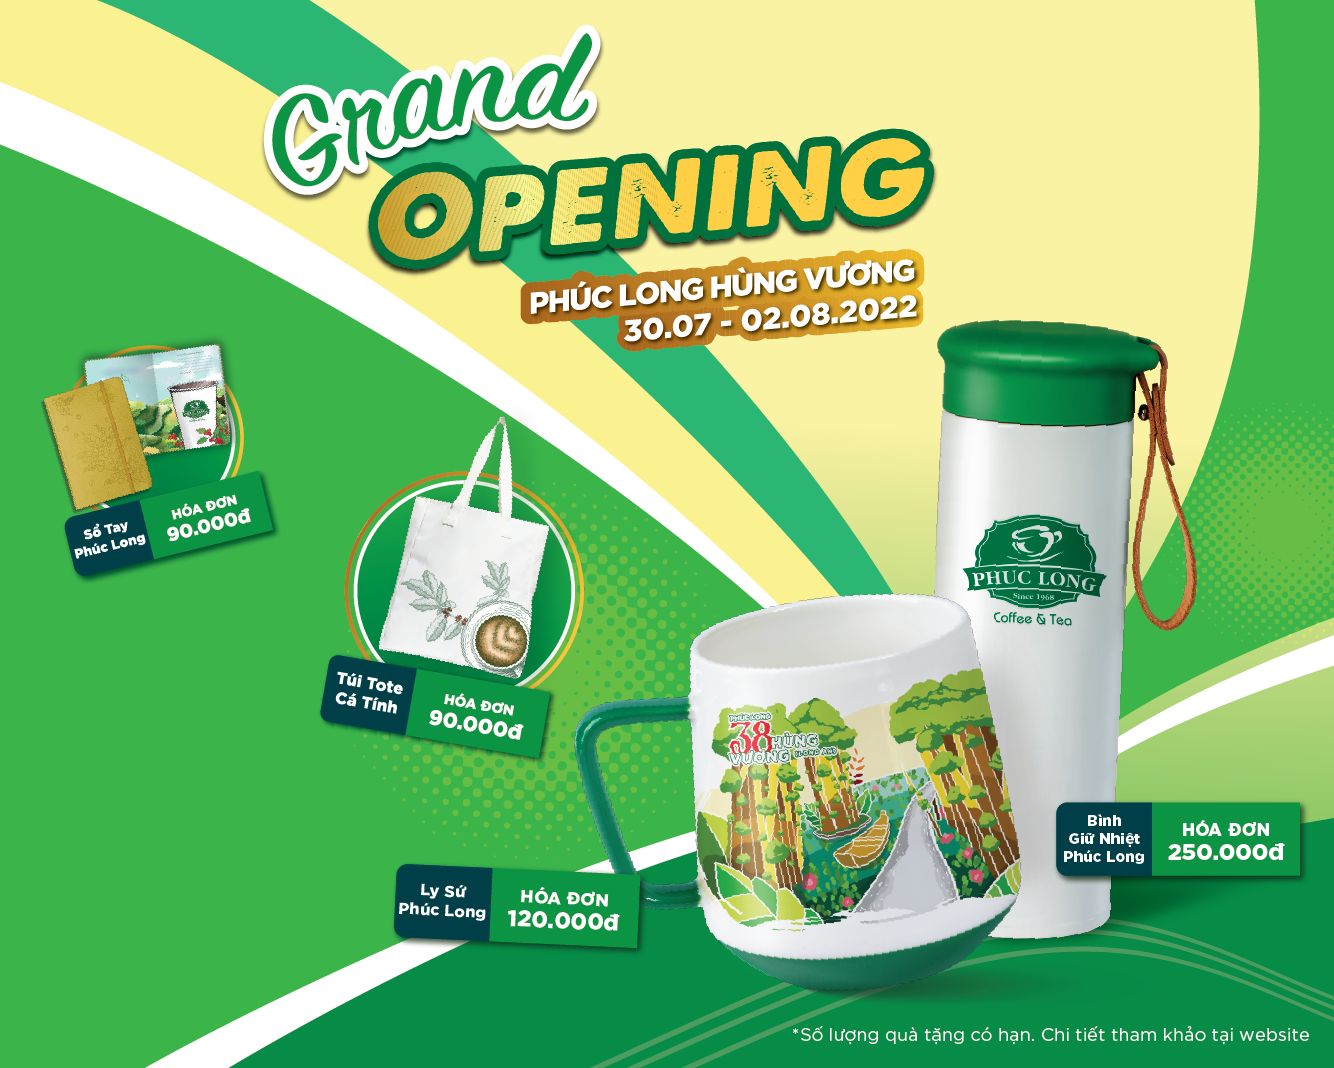 Grand
OPENING
PHÚC LONG HÙNG VƯƠNG
30.07 - 02.08.2022
Sổ Tay
Phúc Long
HÓA ĐƠN
90.000đ
Túi Tote
Cá Tính
HÓA ĐƠN
90.000đ
PHUC LONG
Since 1968
Coffee & Tea
PHUC LONG
38 HÙNG
VƯƠNG (LONG AN)
Bình
Giữ Nhiệt
Phúc Long
HÓA ĐƠN
250.000đ
Ly Sứ
Phúc Long
HÓA ĐƠN
120.000đ
*Số lượng quà tặng có hạn. Chi tiết tham khảo tại website